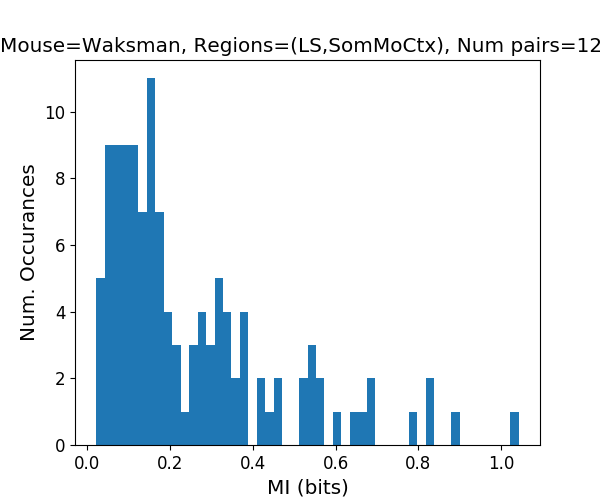 Mouse=Waksman, Regions=(LS,SomMoCtx), Num pairs=12
Num. Occurances
10
8
6
4
2
0
0.0 0.2 0.4 0.6 0.8 1.0
MI (bits)